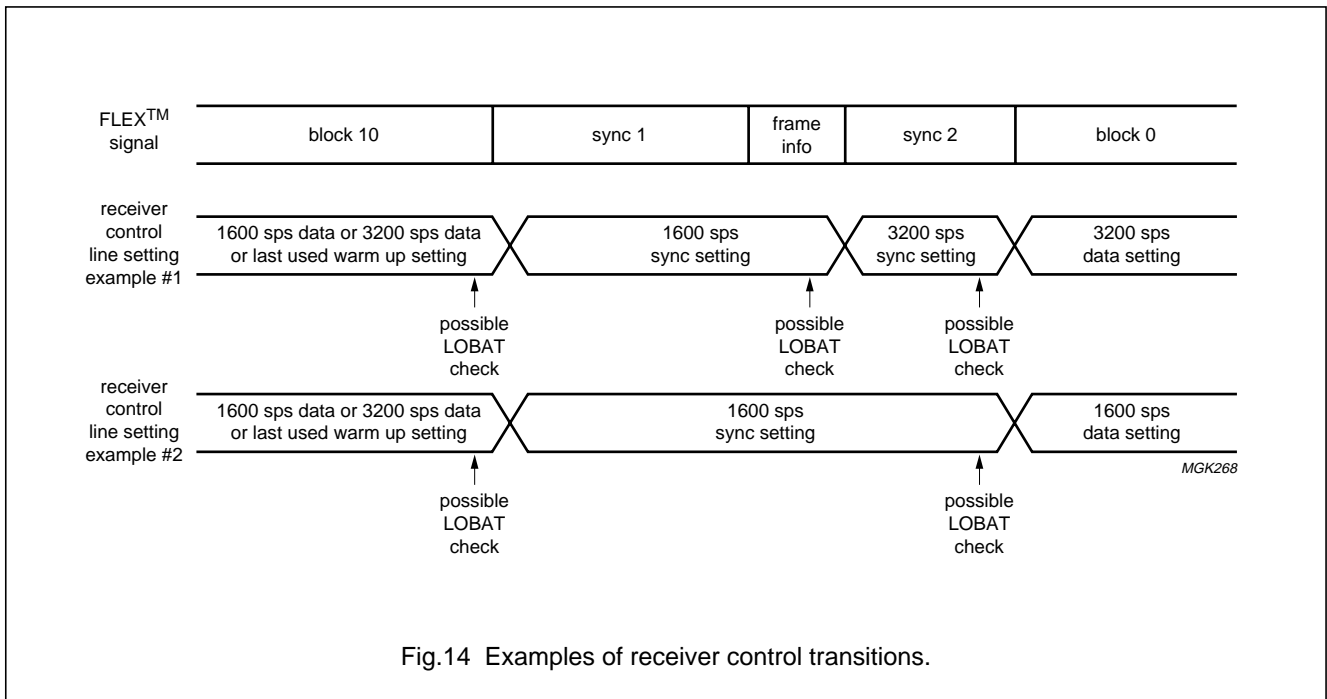 FLEX™ signal
block 10
sync 1
frame info
sync 2
block 0
receiver
control
line setting
example #1
1600 sps data or 3200 sps data
or last used warm up setting
1600 sps
sync setting
3200 sps
sync setting
3200 sps
data setting
possible
LOBAT
check
possible
LOBAT
check
possible
LOBAT
check
receiver
control
line setting
example #2
1600 sps data or 3200 sps data
or last used warm up setting
1600 sps
sync setting
1600 sps
data setting
MGK268
possible
LOBAT
check
possible
LOBAT
check
Fig.14 Examples of receiver control transitions.